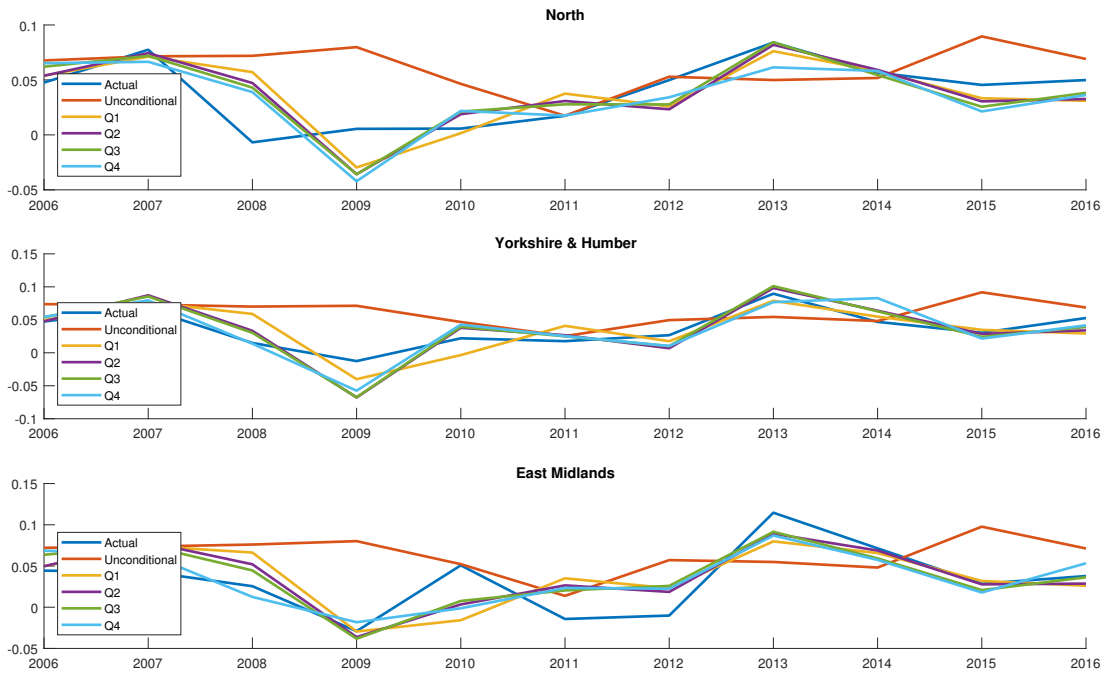 North
0.1
0.05
0
-0.05
Actual
Unconditional
Q1
Q2
Q3
Q4
2006 2007 2008 2009 2010 2011 2012 2013 2014 2015 2016
Yorkshire & Humber
0.15
0.1
0.05
0
-0.05
-0.1
Actual
Unconditional
Q1
Q2
Q3
Q4
2006 2007 2008 2009 2010 2011 2012 2013 2014 2015 2016
East Midlands
0.15
0.1
0.05
0
-0.05
Actual
Unconditional
Q1
Q2
Q3
Q4
2006 2007 2008 2009 2010 2011 2012 2013 2014 2015 2016